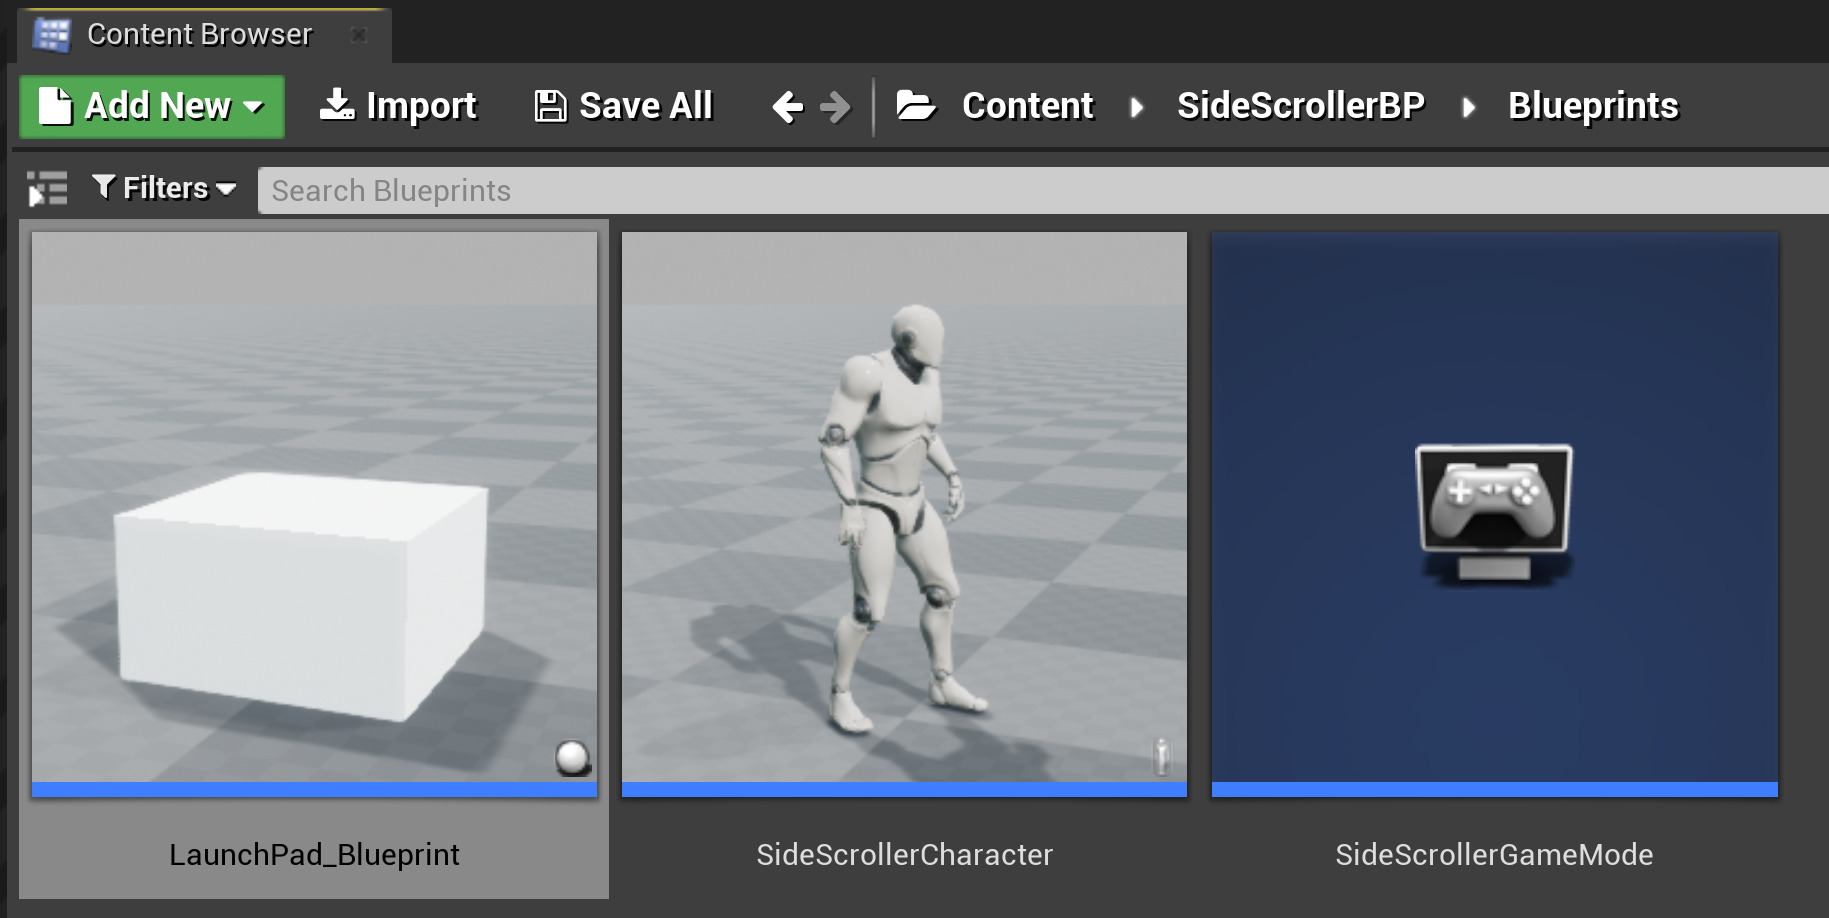 Content Browser
Add New Import Save All Content SideScrollerBP Blueprints
Filters Search Blueprints
LaunchPad_Blueprint SideScrollerCharacter SideScrollerGameMode